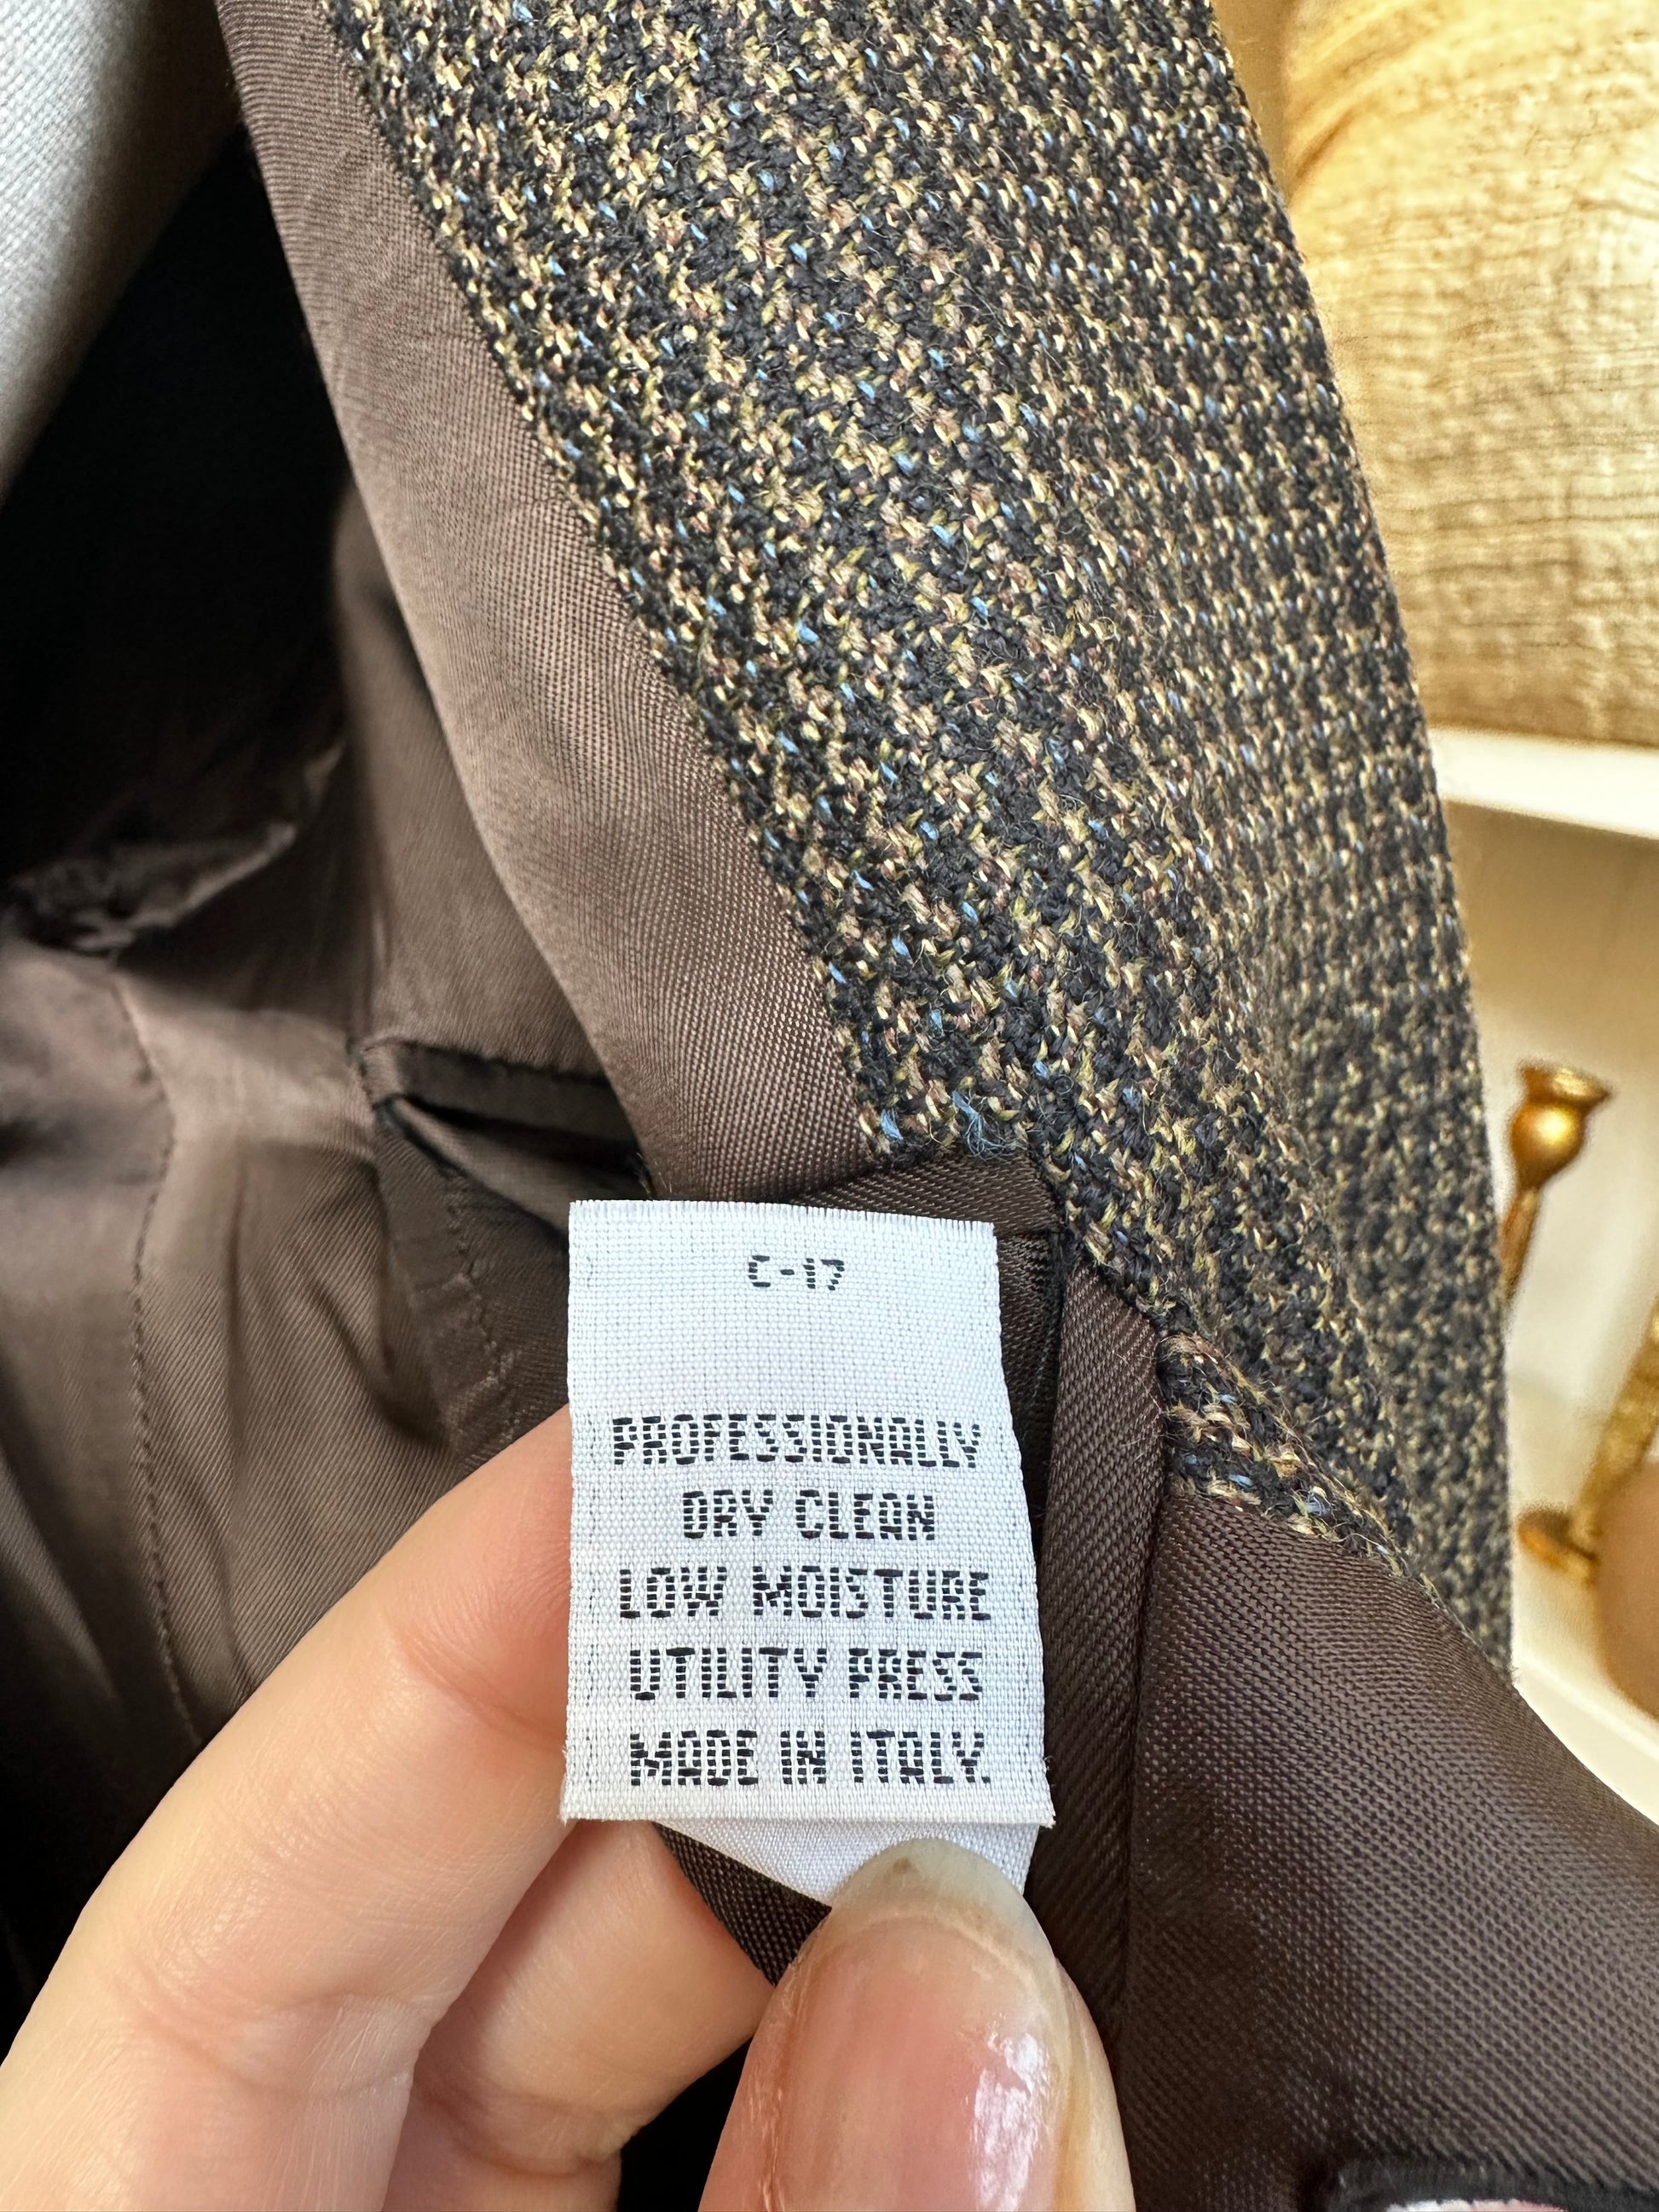 C-17
PROFESSIONALLY
DRY CLEAN
LOW MOISTURE
UTILITY PRESS
MADE IN ITALY.